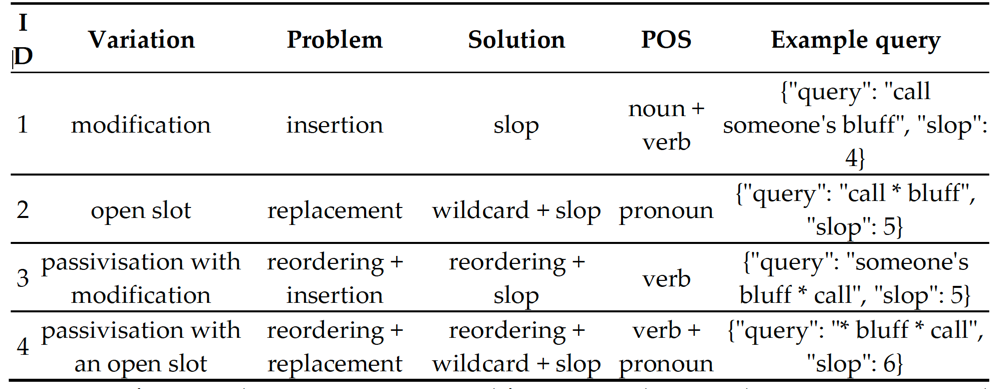 I
D Variation Problem Solution POS Example query
1 modification insertion slop noun +
verb {"query": "call
someone's bluff", "slop":
4}
2 open slot replacement wildcard + slop pronoun {"query": "call * bluff",
"slop": 5}
3 passivisation with
modification reordering +
insertion reordering +
slop verb {"query": "someone's
bluff * call", "slop": 5}
4 passivisation with
an open slot reordering +
replacement reordering +
wildcard + slop verb +
pronoun {"query": "* bluff * call",
"slop": 6}